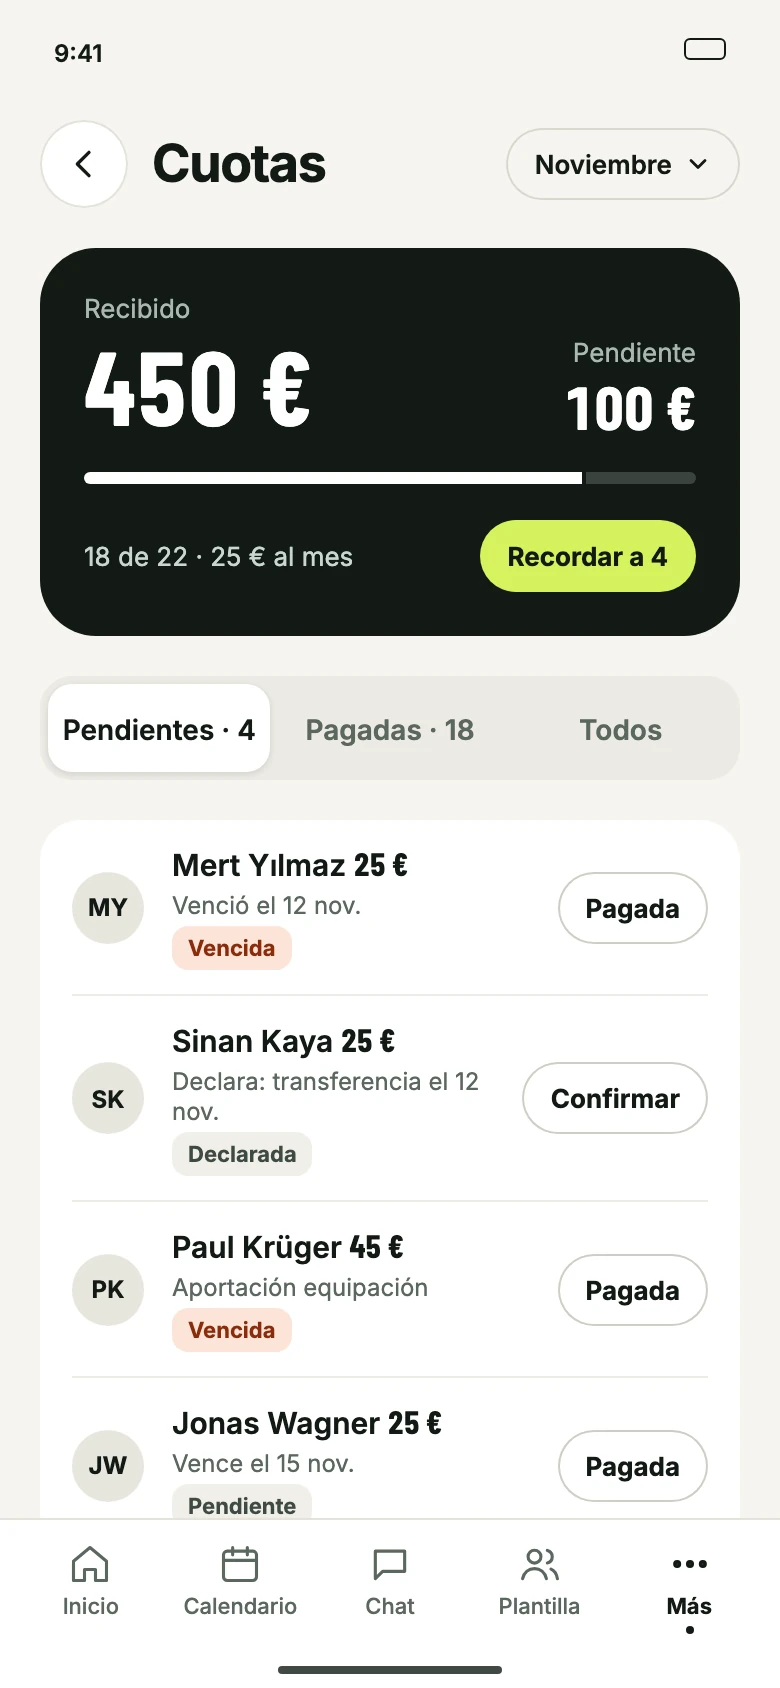 9:41
Cuotas
Noviembre
Recibido
450 €
Pendiente
100 €
18 de 22 · 25 € al mes
Recordar a 4
Pendientes · 4
Pagadas · 18
Todos
MY
Mert Yılmaz 25 €
Venció el 12 nov.
Vencida
Pagada
SK
Sinan Kaya 25 €
Declara: transferencia el 12
nov.
Declarada
Confirmar
PK
Paul Krüger 45 €
Aportación equipación
Vencida
Pagada
JW
Jonas Wagner 25 €
Vence el 15 nov.
Pendiente
Pagada
Inicio
Calendario
Chat
Plantilla
Más